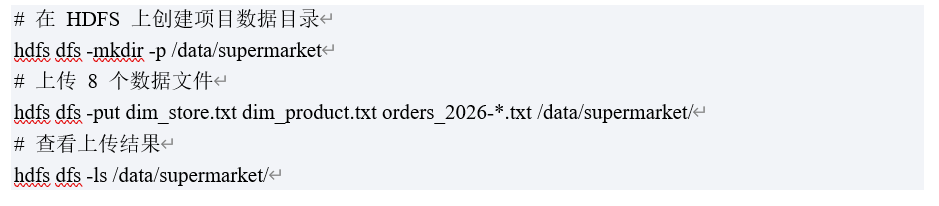 # 在 HDFS 上创建项目数据目录↵
hdfs dfs -mkdir -p /data/supermarket↵
# 上传 8 个数据文件↵
hdfs dfs -put dim_store.txt dim_product.txt orders_2026-*.txt /data/supermarket/↵
# 查看上传结果↵
hdfs dfs -ls /data/supermarket/↵